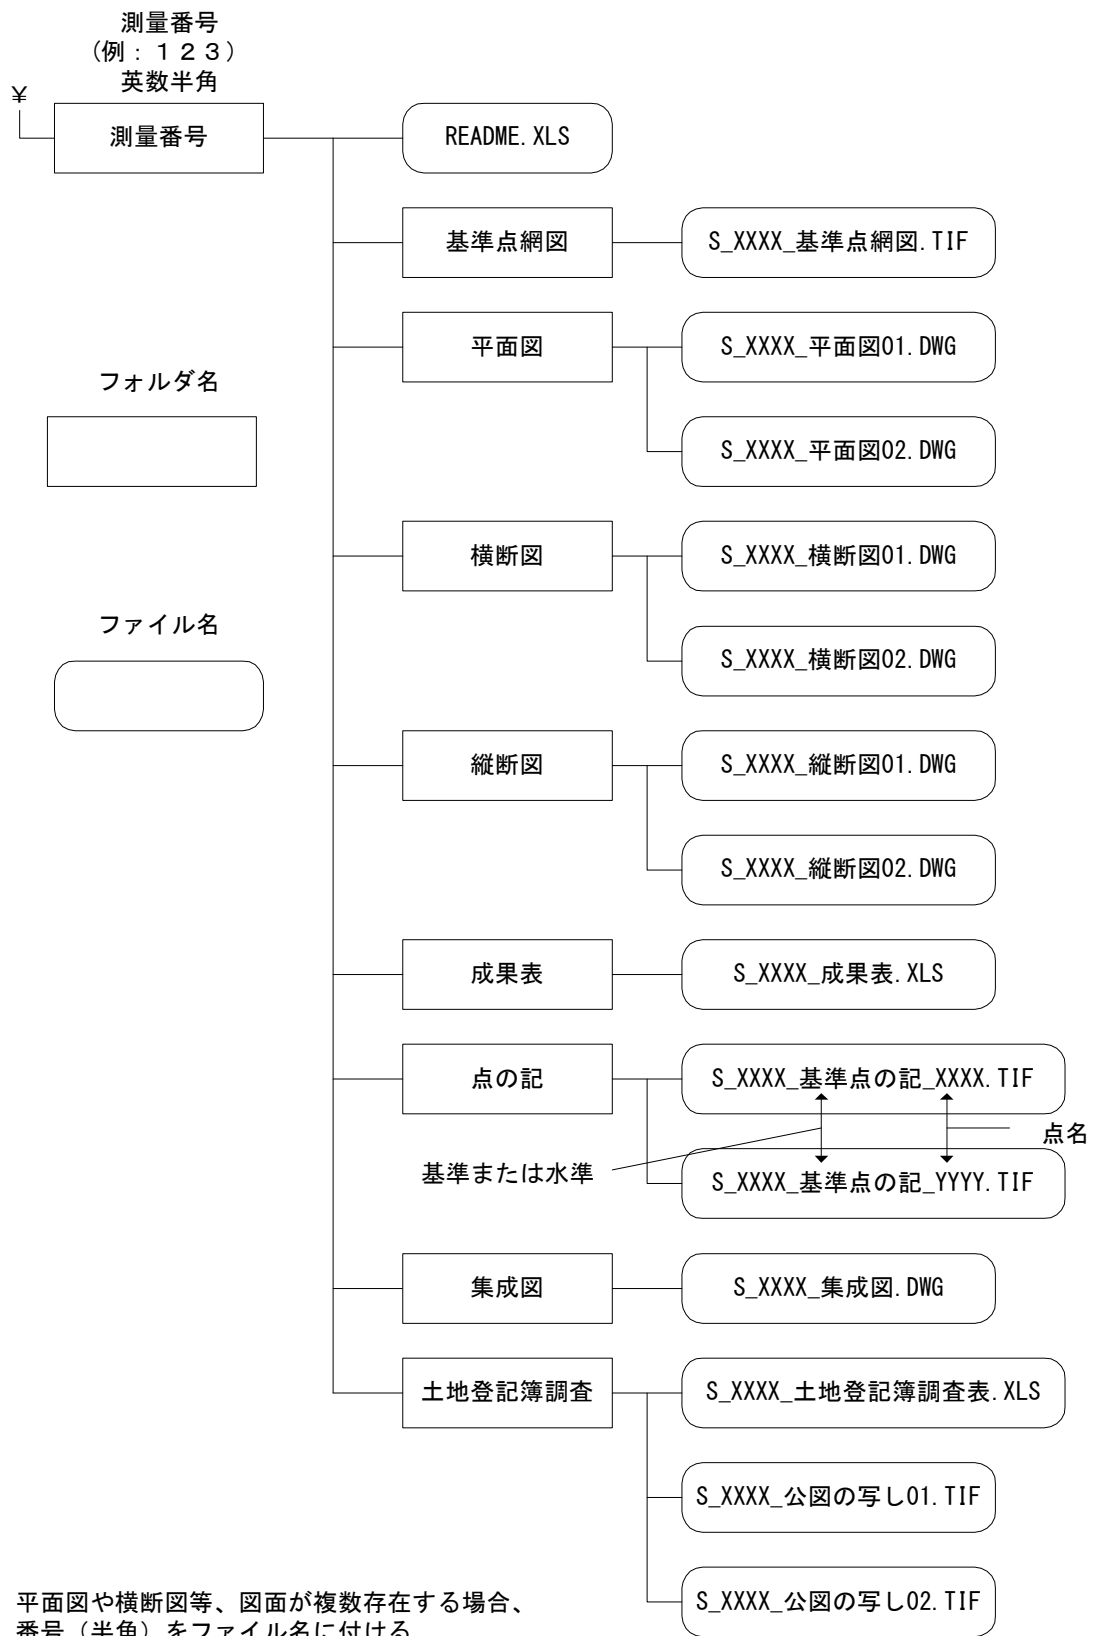 測量番号
（例：１２３）
英数半角
¥
測量番号
README.XLS
基準点網図
S_XXXX_基準点網図.TIF
平面図
S_XXXX_平面図01.DWG
フォルダ名
S_XXXX_平面図02.DWG
横断図
S_XXXX_横断図01.DWG
ファイル名
S_XXXX_横断図02.DWG
縦断図
S_XXXX_縦断図01.DWG
S_XXXX_縦断図02.DWG
成果表
S_XXXX_成果表.XLS
点の記
S_XXXX_基準点の記_XXXX.TIF
点名
基準または水準
S_XXXX_基準点の記_YYYY.TIF
集成図
S_XXXX_集成図.DWG
土地登記簿調査
S_XXXX_土地登記簿調査表.XLS
S_XXXX_公図の写し01.TIF
S_XXXX_公図の写し02.TIF
平面図や横断図等、図面が複数存在する場合、
番号（半角）をファイル名に付ける